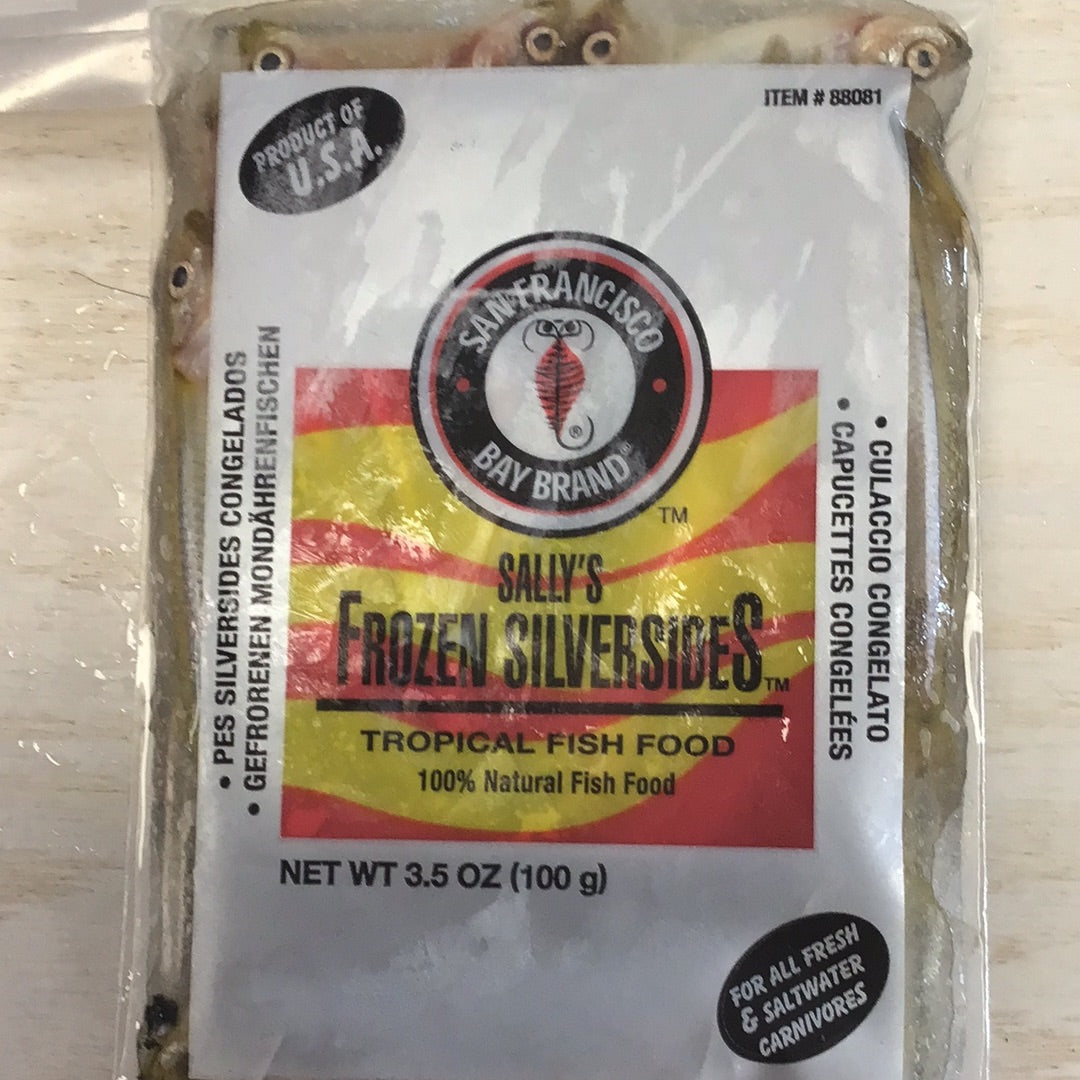 PRODUCT OF
U.S.A.
ITEM # 88081
SAN FRANCISCO
BAY BRAND™
®
TM
SALLY'S
FROZEN SILVERSIDES™
TROPICAL FISH FOOD
100% Natural Fish Food
• PES SILVERSIDES CONGELADOS
• GEFRORENEN MONDÄHRENFISCHEN
• CULACCIO CONGELATO
• CAPUCETTES CONGELÉES
NET WT 3.5 OZ (100 g)
FOR ALL FRESH
& SALTWATER
CARNIVORES